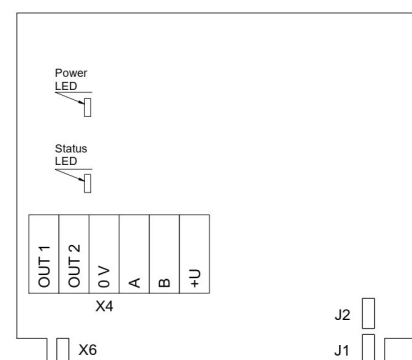 Power
LED
Status
LED
OUT 1
OUT 2
0 V
A
B
+U
X4
J2
X6
J1